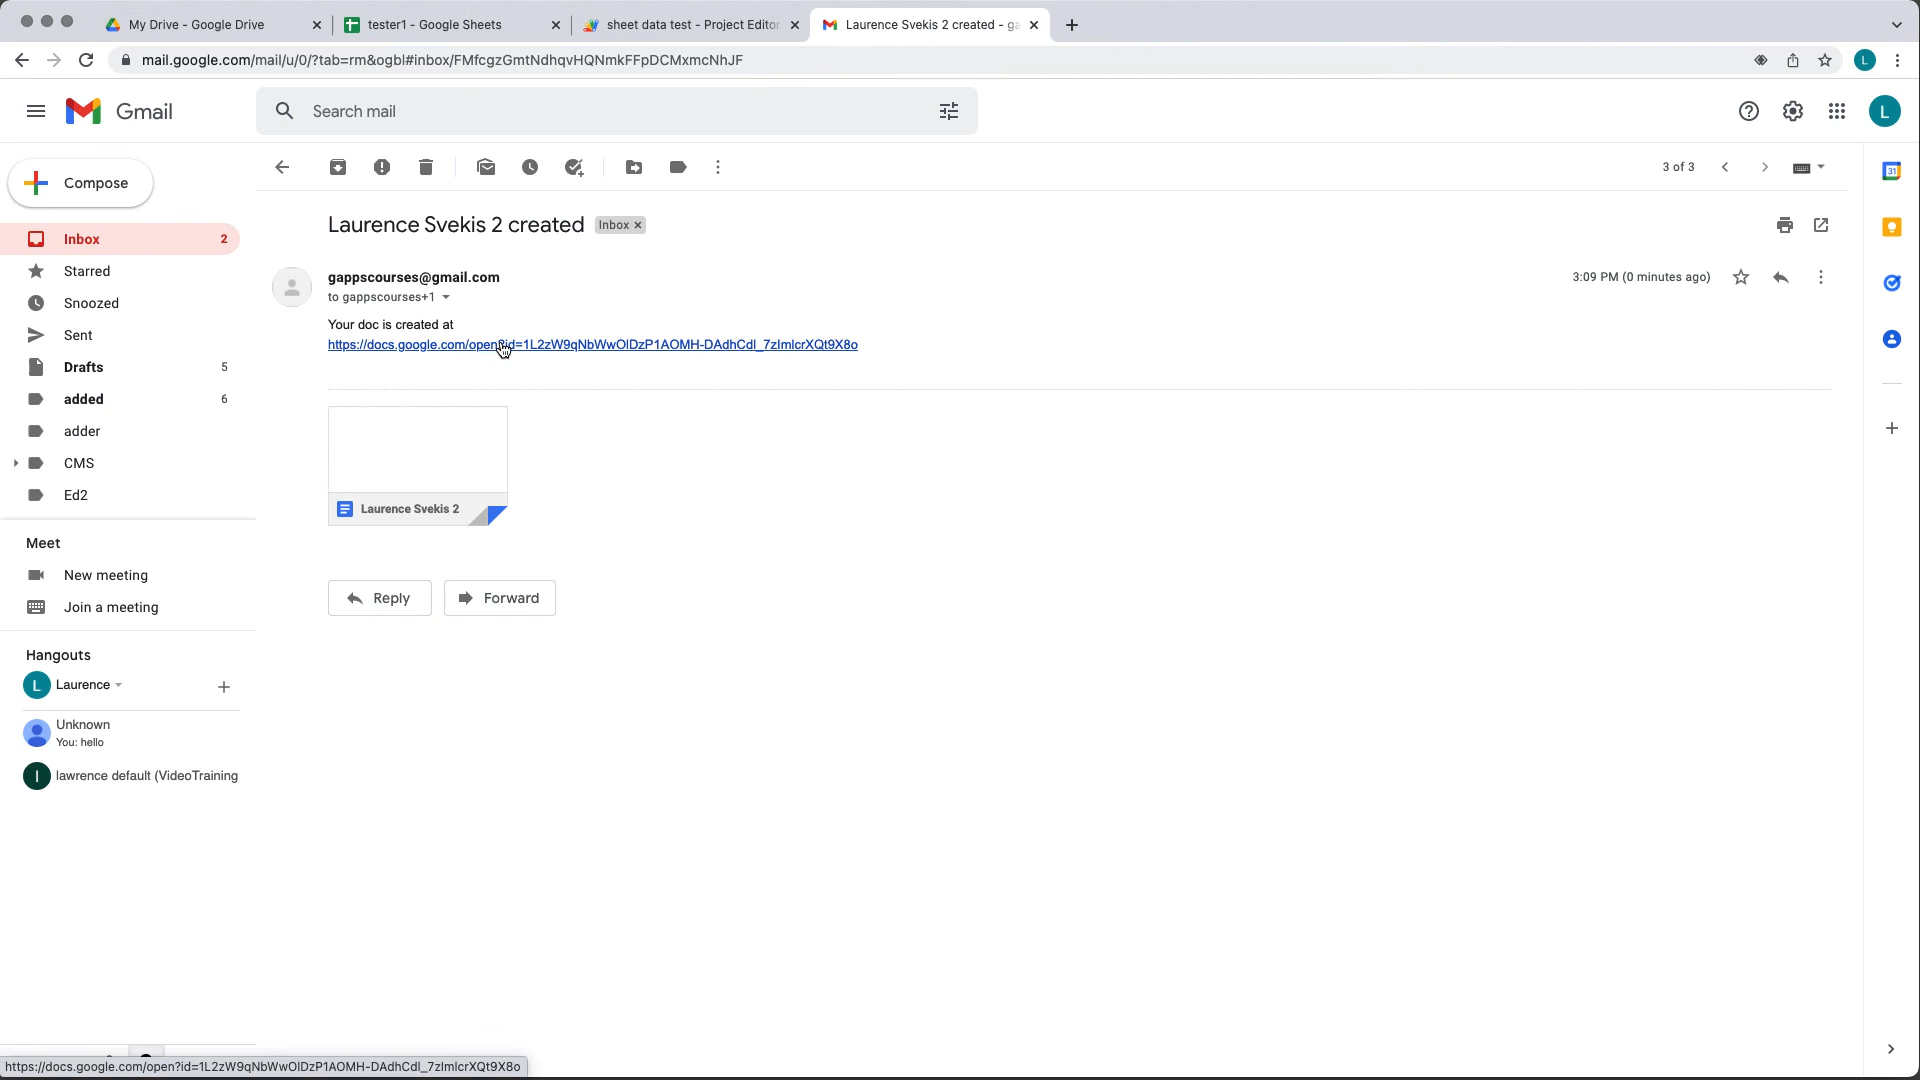 My Drive - Google Drive
tester1 - Google Sheets
sheet data test - Project Editor
Laurence Svekis 2 created - ga
mail.google.com/mail/u/0/?tab=rm&ogbl#inbox/FMfcgzGmtNdhqvHQNmkFFpDCMxmcNhJF
L
Gmail
Search mail
L
Compose
3 of 3
31
Inbox 2
Starred
Snoozed
Sent
Drafts 5
added 6
adder
CMS
Ed2
Laurence Svekis 2 created
Inbox x
gappscourses@gmail.com
3:09 PM (0 minutes ago)
to gappscourses+1
Your doc is created at
https://docs.google.com/open?id=1L2zW9qNbWwOlDzP1AOMH-DAdhCdl_7zImlcrXQt9X8o
Laurence Svekis 2
Reply
Forward
Meet
New meeting
Join a meeting
Hangouts
L
Laurence
Unknown
You: hello
l
lawrence default (VideoTraining
https://docs.google.com/open?id=1L2zW9qNbWwOlDzP1AOMH-DAdhCdl_7zImlcrXQt9X8o